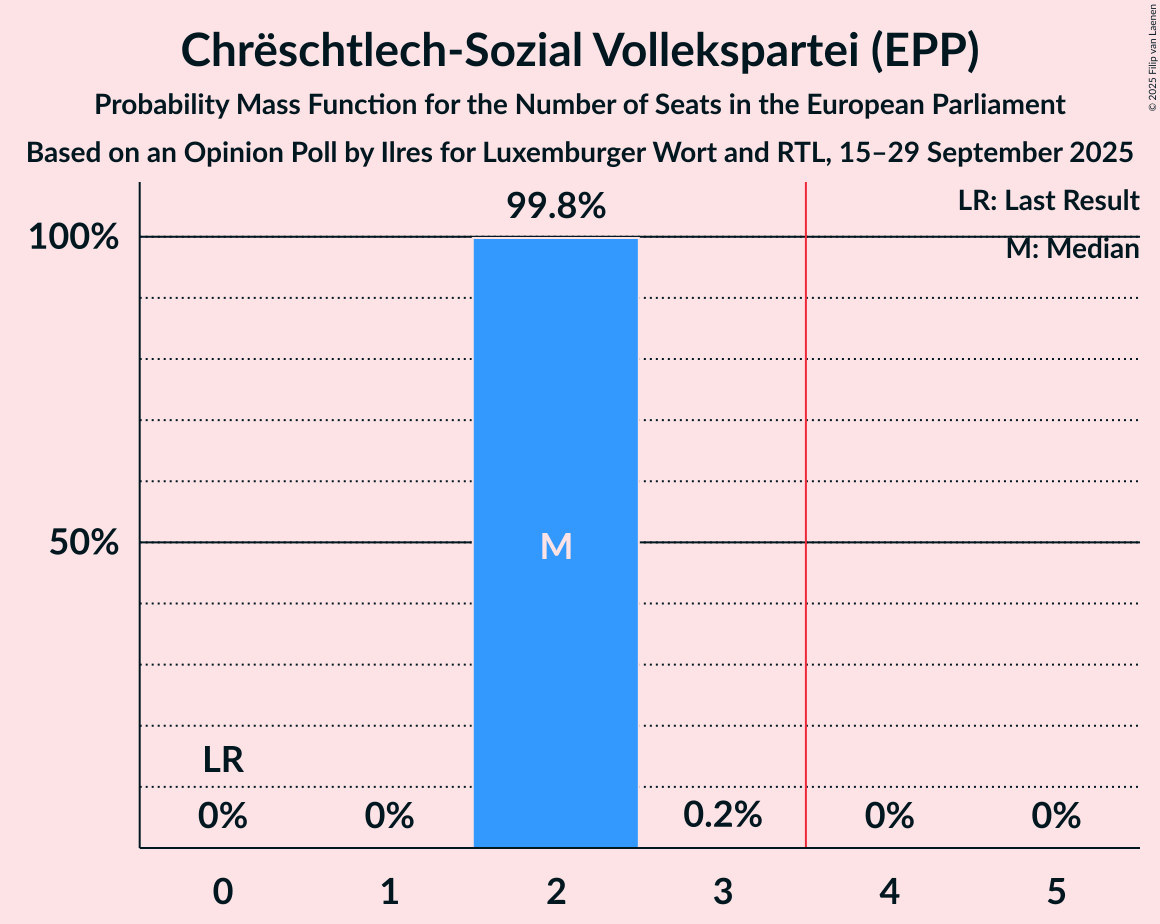 Chrëschtlech-Sozial Vollekspartei (EPP)
Probability Mass Function for the Number of Seats in the European Parliament
Based on an Opinion Poll by Ilres for Luxemburger Wort and RTL, 15–29 September 2025
© 2025 Filip van Laenen
99.8%
LR: Last Result
100%
M: Median
50%
M
LR
0%
0%
0.2%
0%
0%
0
1
2
3
4
5